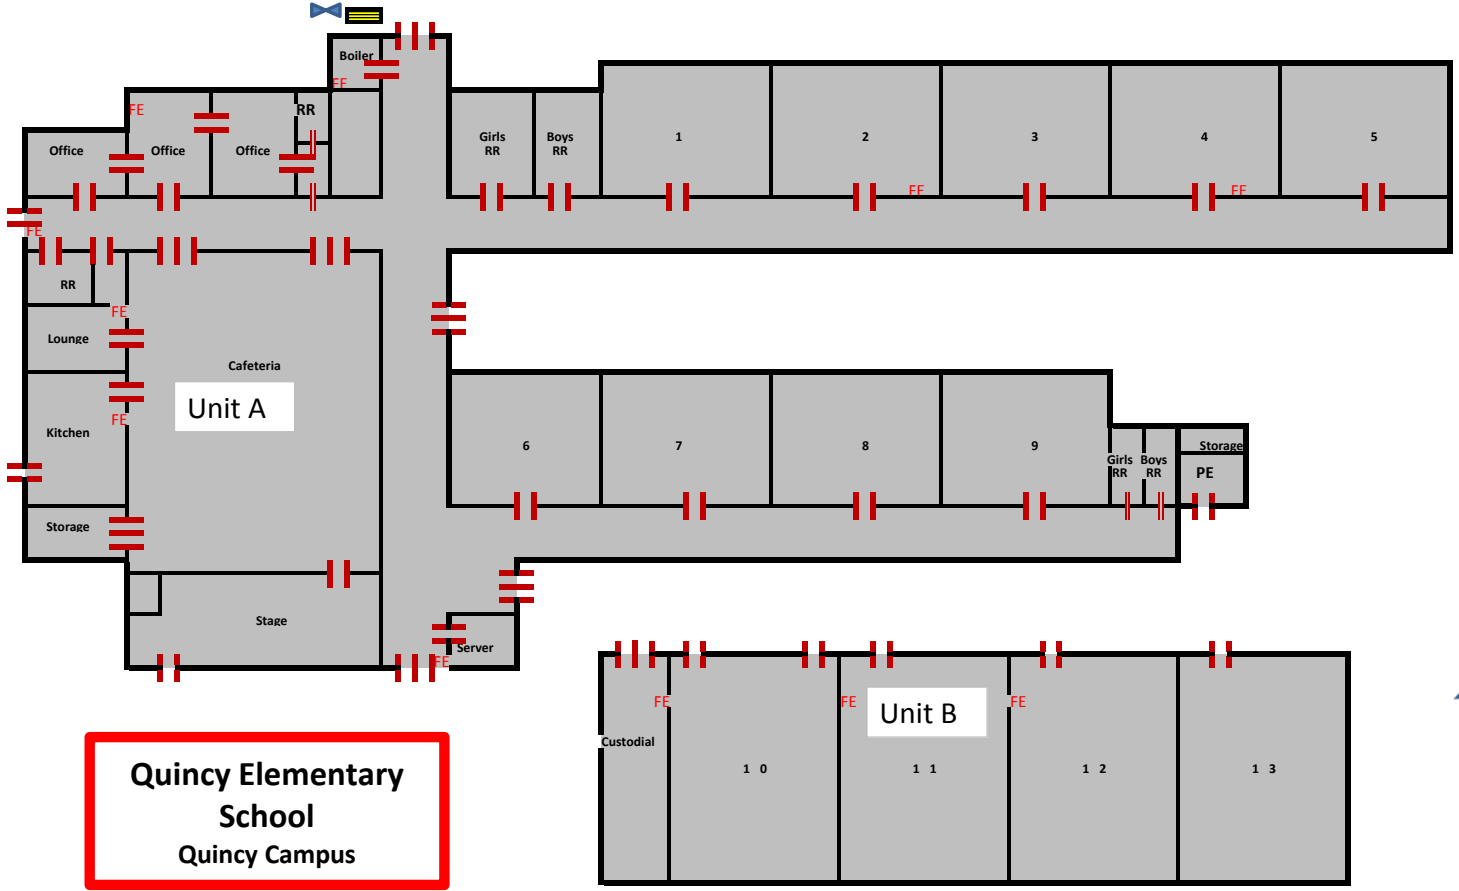 Boiler
FE
FE
RR
Office
Office
Office
Girls
RR
Boys
RR
1
2
3
4
5
FE
FE
FE
RR
FE
Lounge
Cafeteria
Unit A
FE
Kitchen
6
7
8
9
Girls
RR
Boys
RR
Storage
PE
Storage
Stage
Server
FE
FE
FE
FE
Unit B
Custodial
1 0
1 1
1 2
1 3
Quincy Elementary
School
Quincy Campus